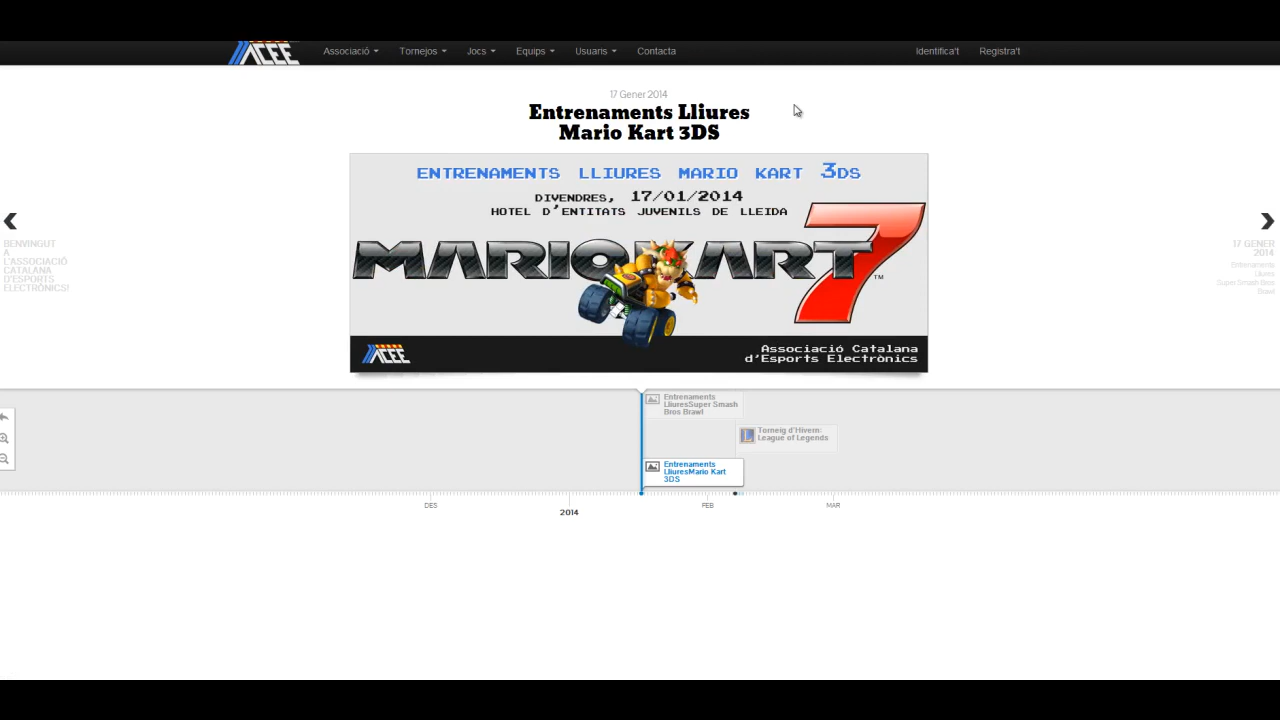 ACEE
Associació
Tornejos
Jocs
Equips
Usuaris
Contacta
Identifica't
Registra't
17 Gener 2014
Entrenaments Lliures
Mario Kart 3DS
ENTRENAMENTS LLIURES MARIO KART 3DS
DIVENDRES, 17/01/2014
HOTEL D'ENTITATS JUVENILS DE LLEIDA
MARIOKART 7
TM
ACEE
Associació Catalana
d'Esports Electrònics
BENVINGUT
A
L'ASSOCIACIÓ
CATALANA
D'ESPORTS
ELECTRÒNICS!
17 GENER
2014
Entrenaments
Lliures
Super Smash Bros
Brawl
Entrenaments
LliuresSuper Smash
Bros Brawl
Torneig d'Hivern:
League of Legends
Entrenaments
LliuresMario Kart
3DS
DES
2014
FEB
MAR